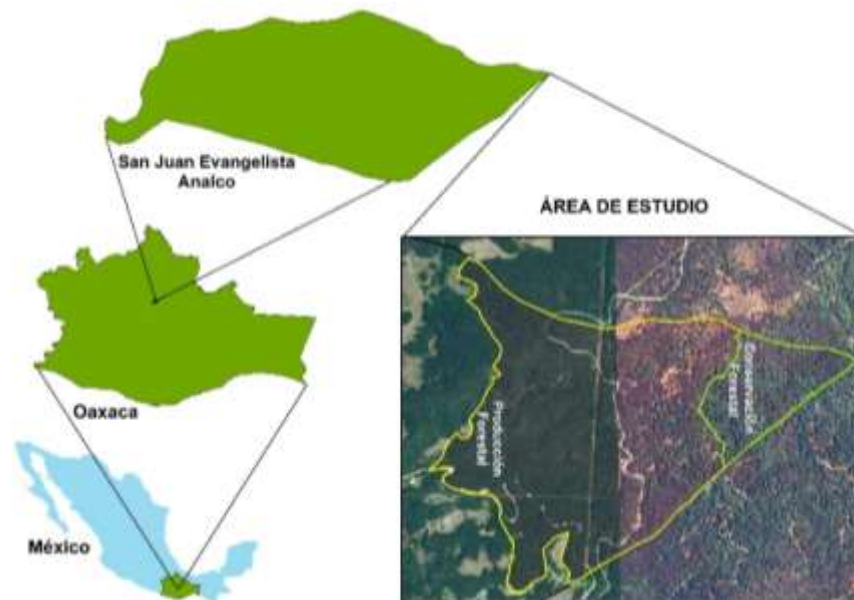 San Juan Evangelista
Analco
ÁREA DE ESTUDIO
Oaxaca
México
Producción
Forestal
Conservación
Forestal